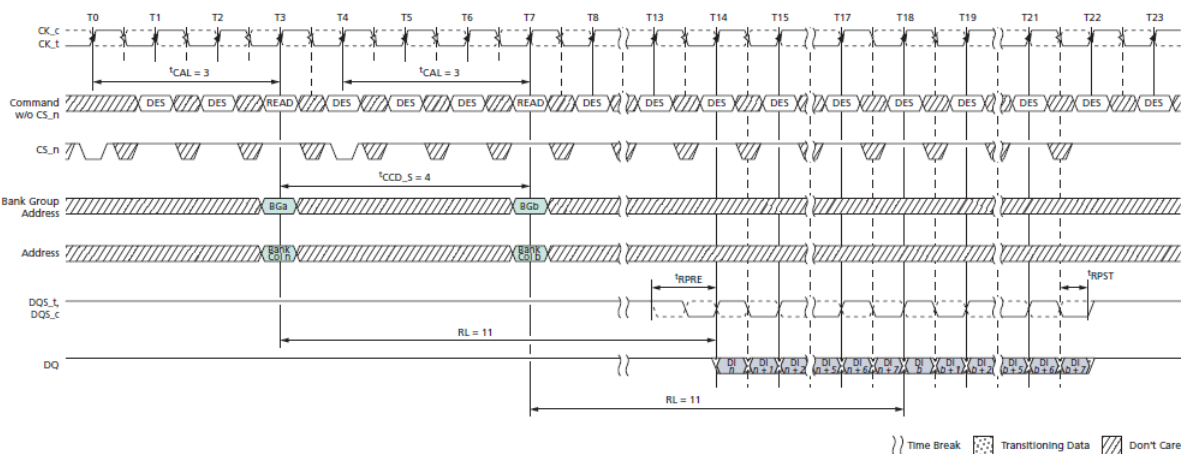 T0 T1 T2 T3 T4 T5 T6 T7 T8 T13 T14 T15 T17 T18 T19 T21 T22 T23
CK_c
CK_t
tCAL = 3 tCAL = 3
Command w/o CS_n
DES DES READ DES DES DES READ DES DES DES DES DES DES DES DES DES DES
CS_n
tCCD_S = 4
Bank Group Address
BGa BGb
Address
Bank Col n Bank Col b
tRPRE tRPST
DQS_t, DQS_c
RL = 11
DQ
DI n DI n + 1 DI n + 2 DI n + 5 DI n + 6 DI n + 7 DI b DI b + 1 DI b + 2 DI b + 5 DI b + 6 DI b + 7
RL = 11
Time Break Transitioning Data Don't Care